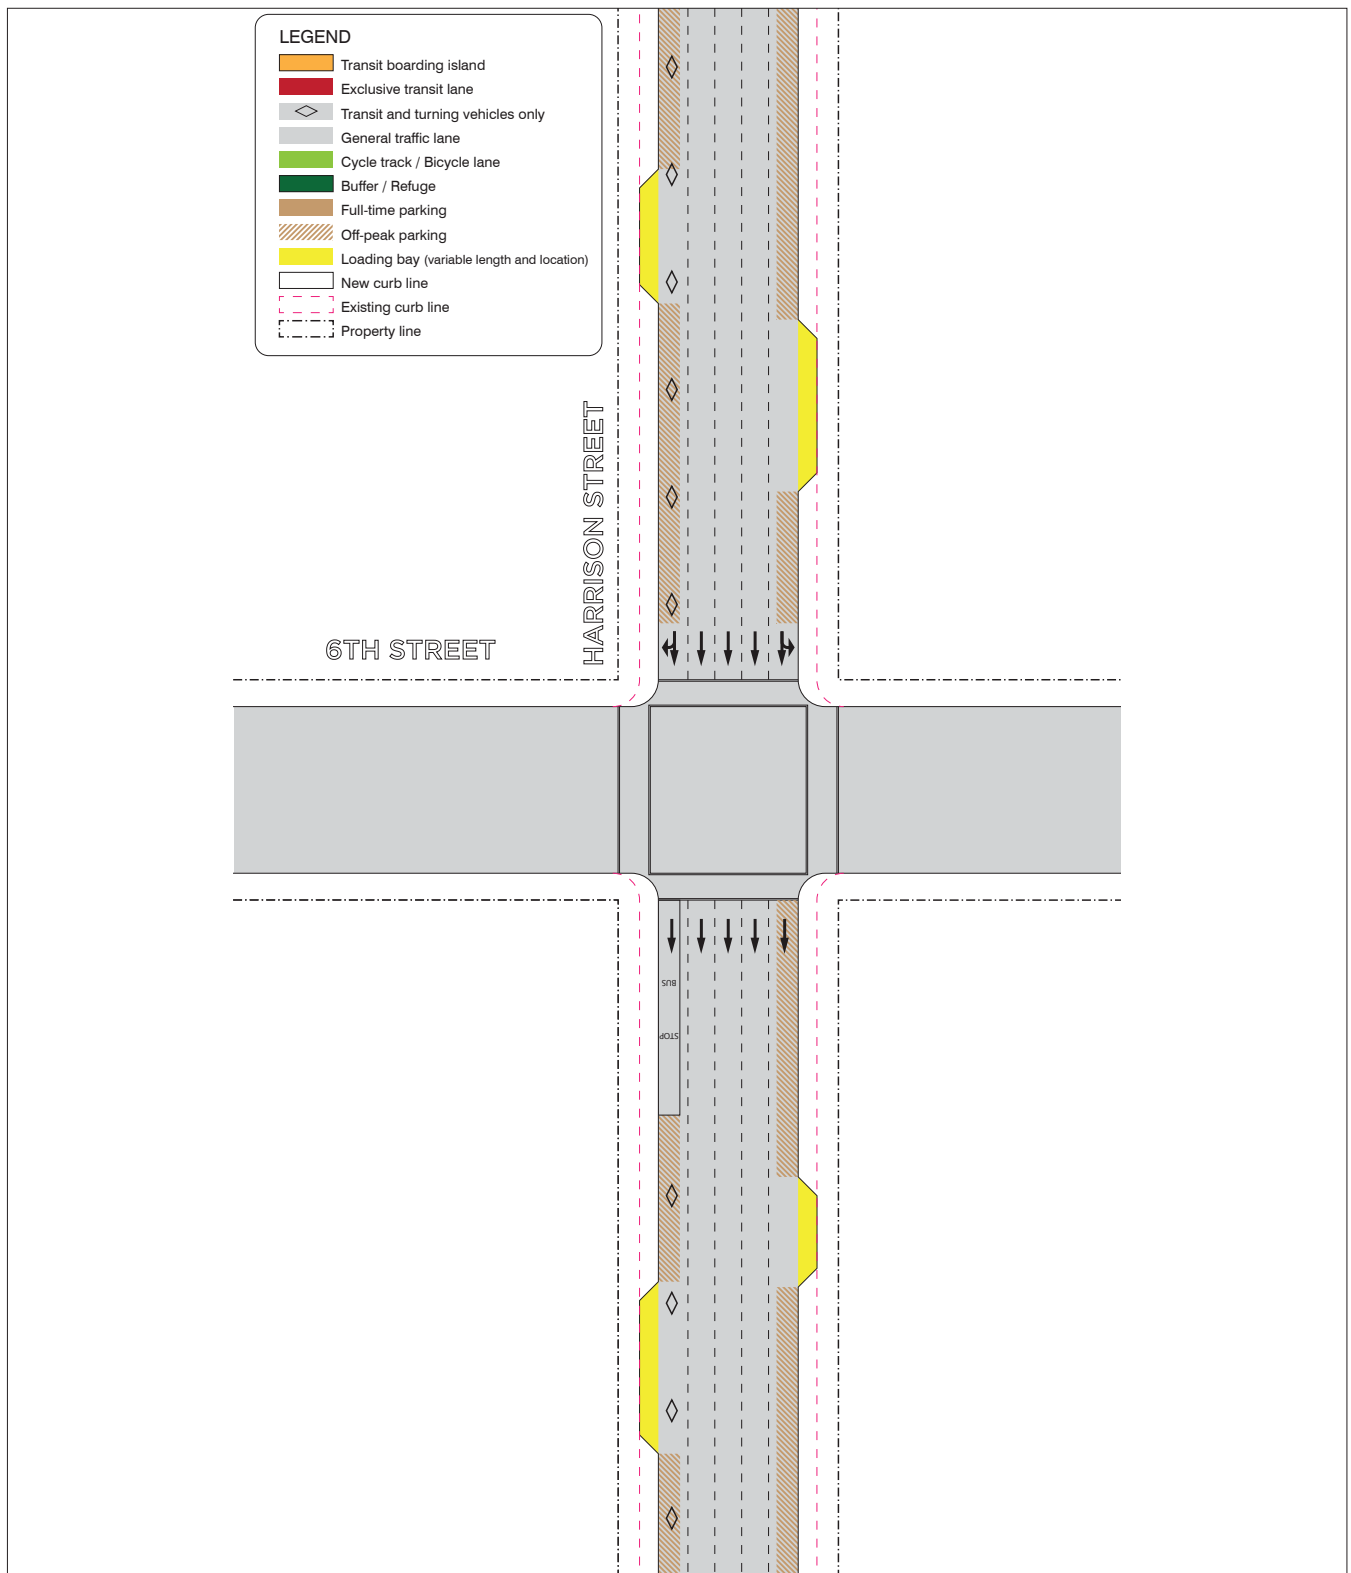 LEGEND
Transit boarding island
Exclusive transit lane
Transit and turning vehicles only
General traffic lane
Cycle track / Bicycle lane
Buffer / Refuge
Full-time parking
Off-peak parking
Loading bay (variable length and location)
New curb line
Existing curb line
Property line
HARRISON STREET
6TH STREET
BUS
STOP